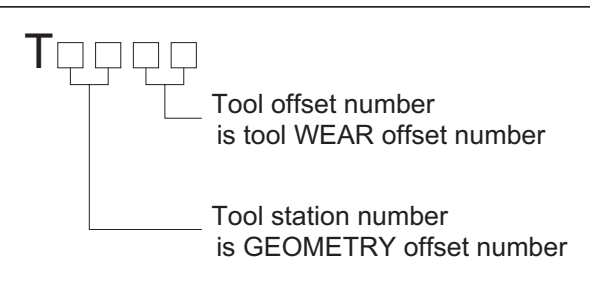 T□□□□
Tool offset number
is tool WEAR offset number
Tool station number
is GEOMETRY offset number